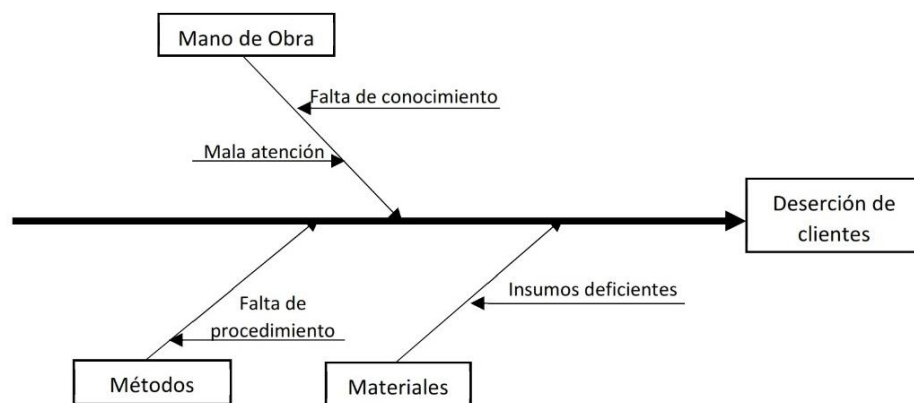 Mano de Obra
Falta de conocimiento
Mala atención
Deserción de
clientes
Insumos deficientes
Falta de
procedimiento
Métodos
Materiales